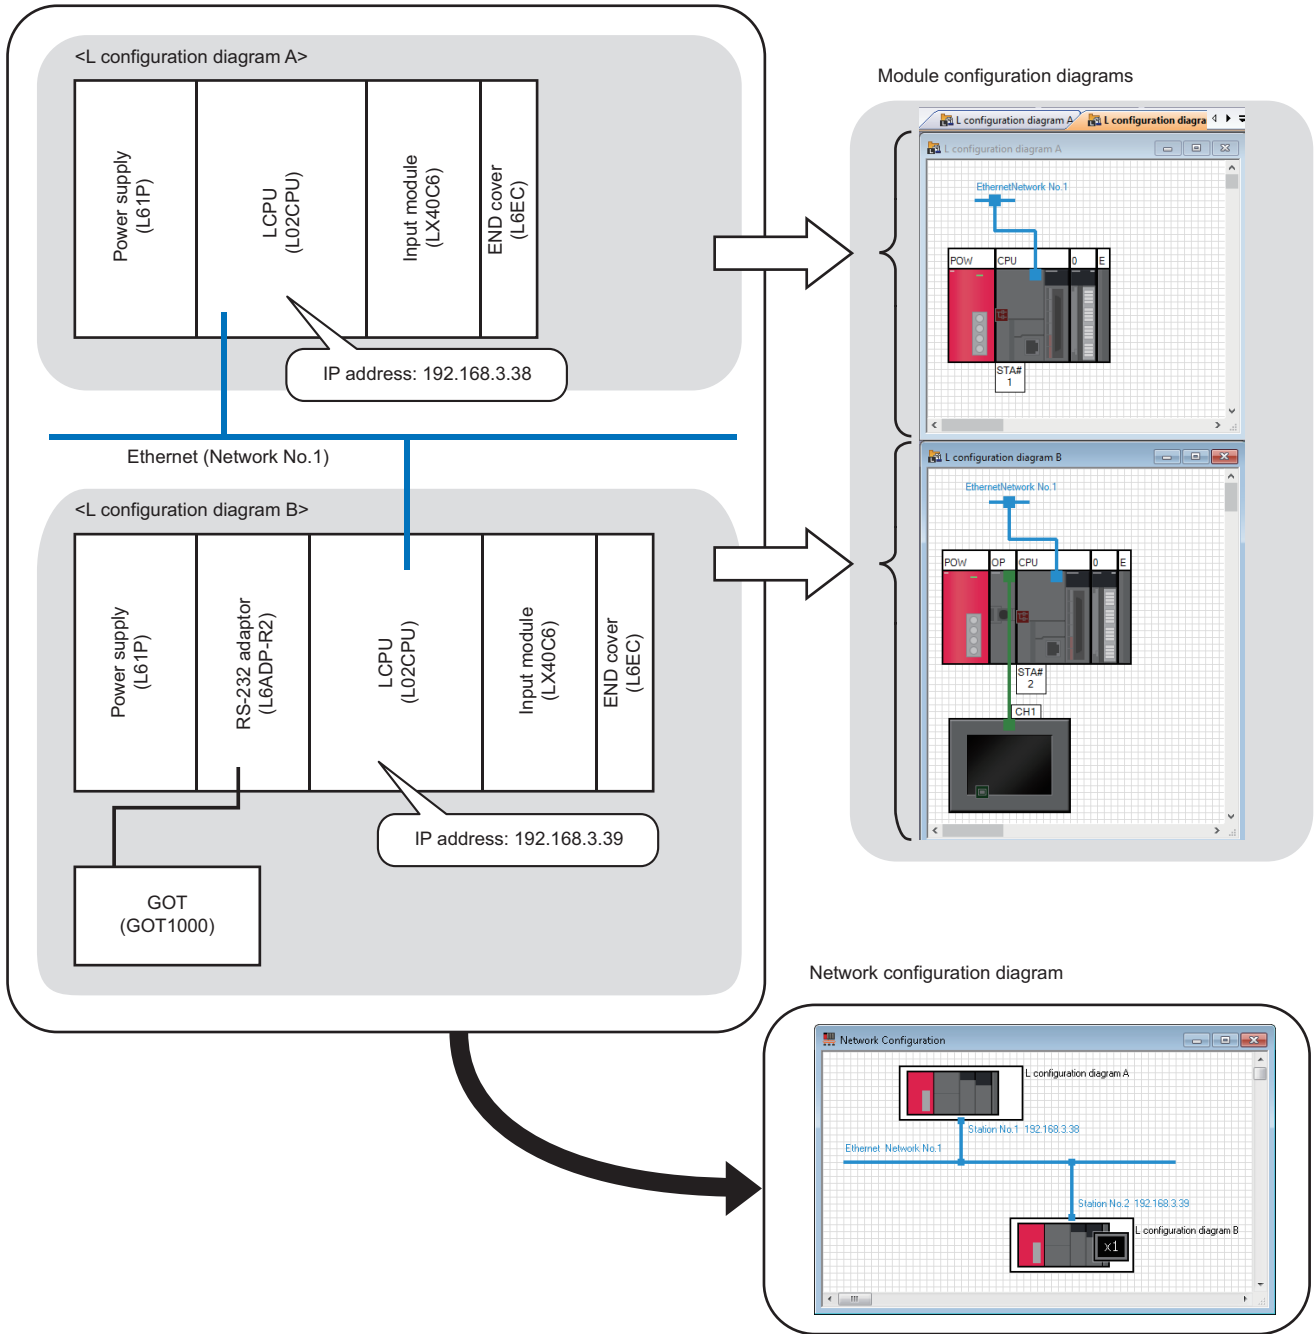 <L configuration diagram A>
Power supply
(L61P)
LCPU
(L02CPU)
Input module
(LX40C6)
END cover
(L6EC)
IP address: 192.168.3.38
Ethernet (Network No.1)
<L configuration diagram B>
Power supply
(L61P)
RS-232 adaptor
(L6ADP-R2)
LCPU
(L02CPU)
Input module
(LX40C6)
END cover
(L6EC)
IP address: 192.168.3.39
GOT
(GOT1000)
Module configuration diagrams
L configuration diagram A
L configuration diagra
L configuration diagram A
EthernetNetwork No.1
POW CPU 0 E
STA#
1
L configuration diagram B
EthernetNetwork No.1
POW OP CPU 0 E
STA#
2
CH1
Network configuration diagram
Network Configuration
L configuration diagram A
Station No.1 192.168.3.38
Ethernet Network No.1
Station No.2 192.168.3.39
L configuration diagram B
x1